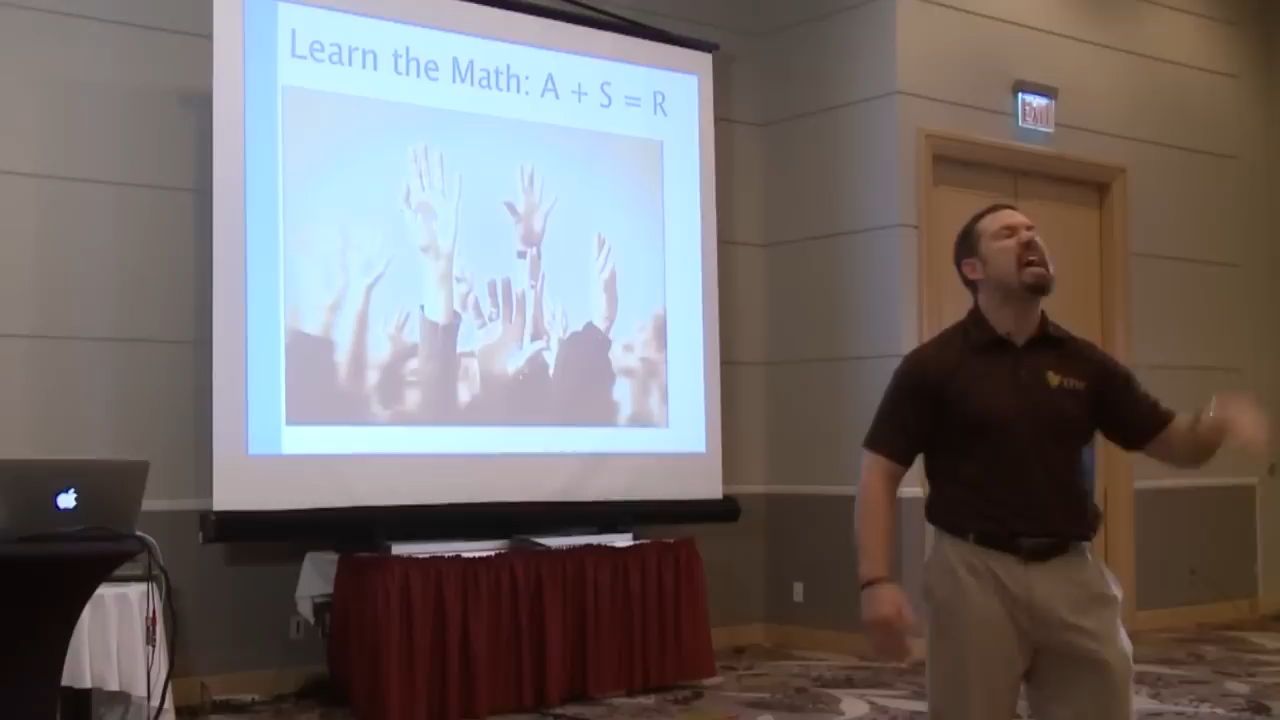 Learn the Math: A + S = R
EXIT